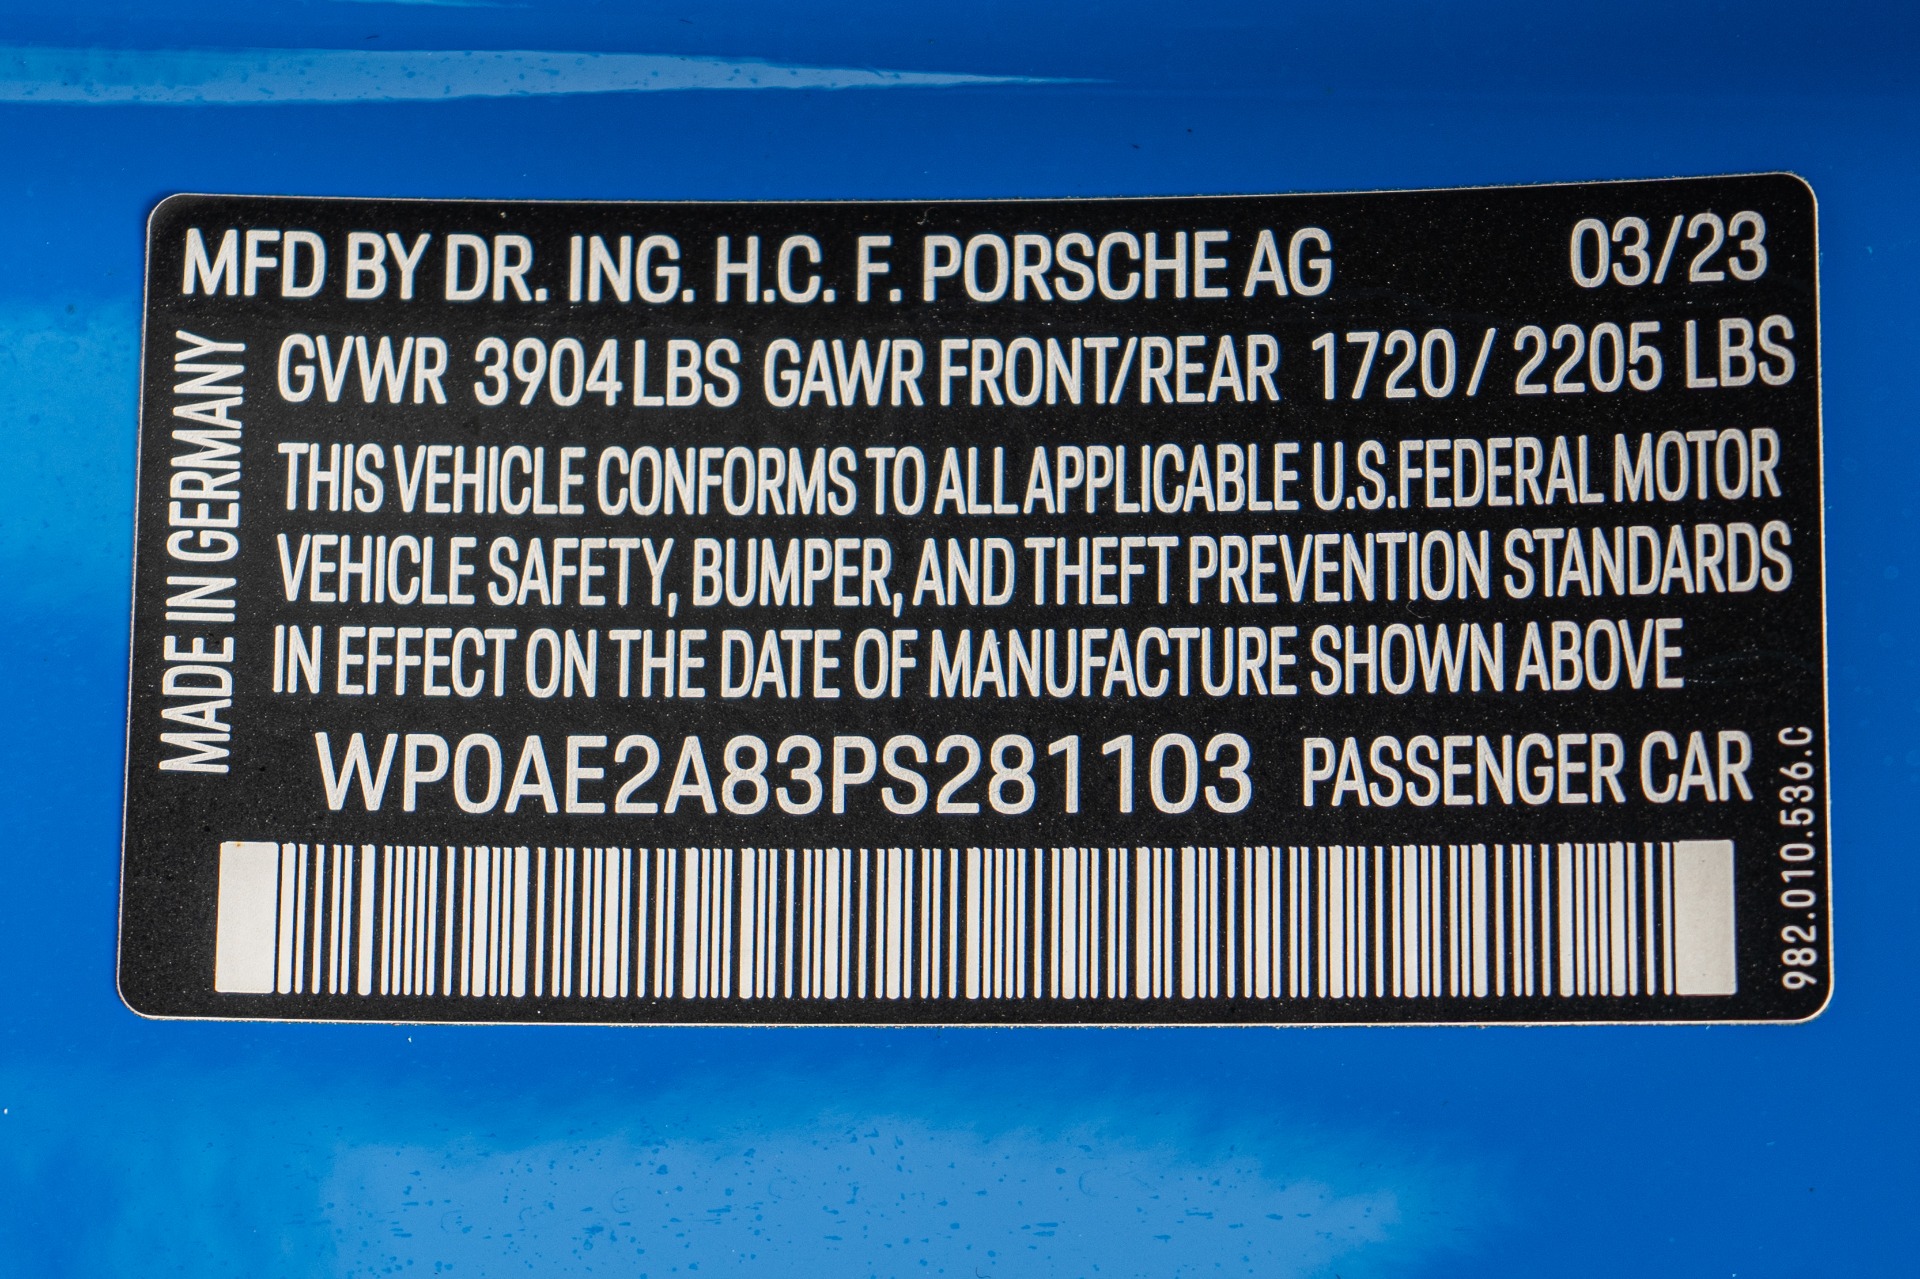 MFD BY DR. ING. H.C. F. PORSCHE AG 03/23
MADE IN GERMANY
GVWR 3904 LBS GAWR FRONT/REAR 1720 / 2205 LBS
THIS VEHICLE CONFORMS TO ALL APPLICABLE U.S.FEDERAL MOTOR
VEHICLE SAFETY, BUMPER, AND THEFT PREVENTION STANDARDS
IN EFFECT ON THE DATE OF MANUFACTURE SHOWN ABOVE
WP0AE2A83PS281103 PASSENGER CAR
982.010.536.C